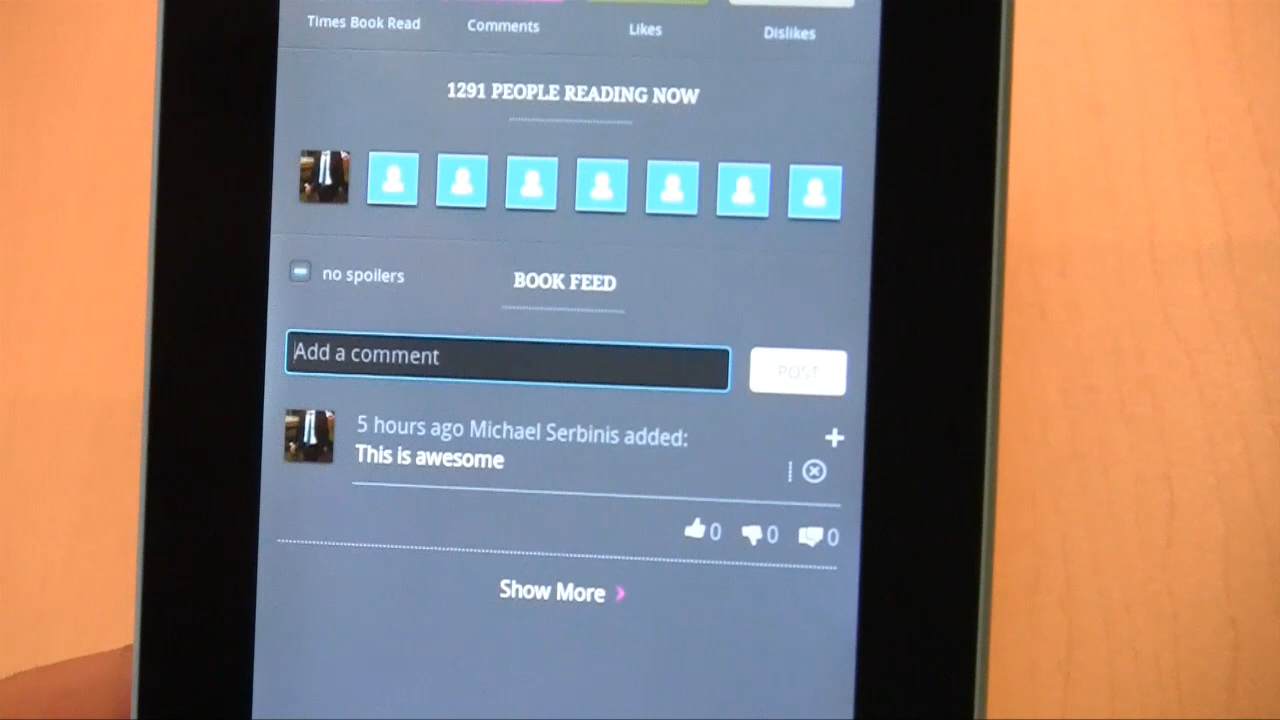 Times Book Read Comments Likes Dislikes
1291 PEOPLE READING NOW
no spoilers BOOK FEED
Add a comment POST
5 hours ago Michael Serbinis added:
This is awesome
0 0 0
Show More